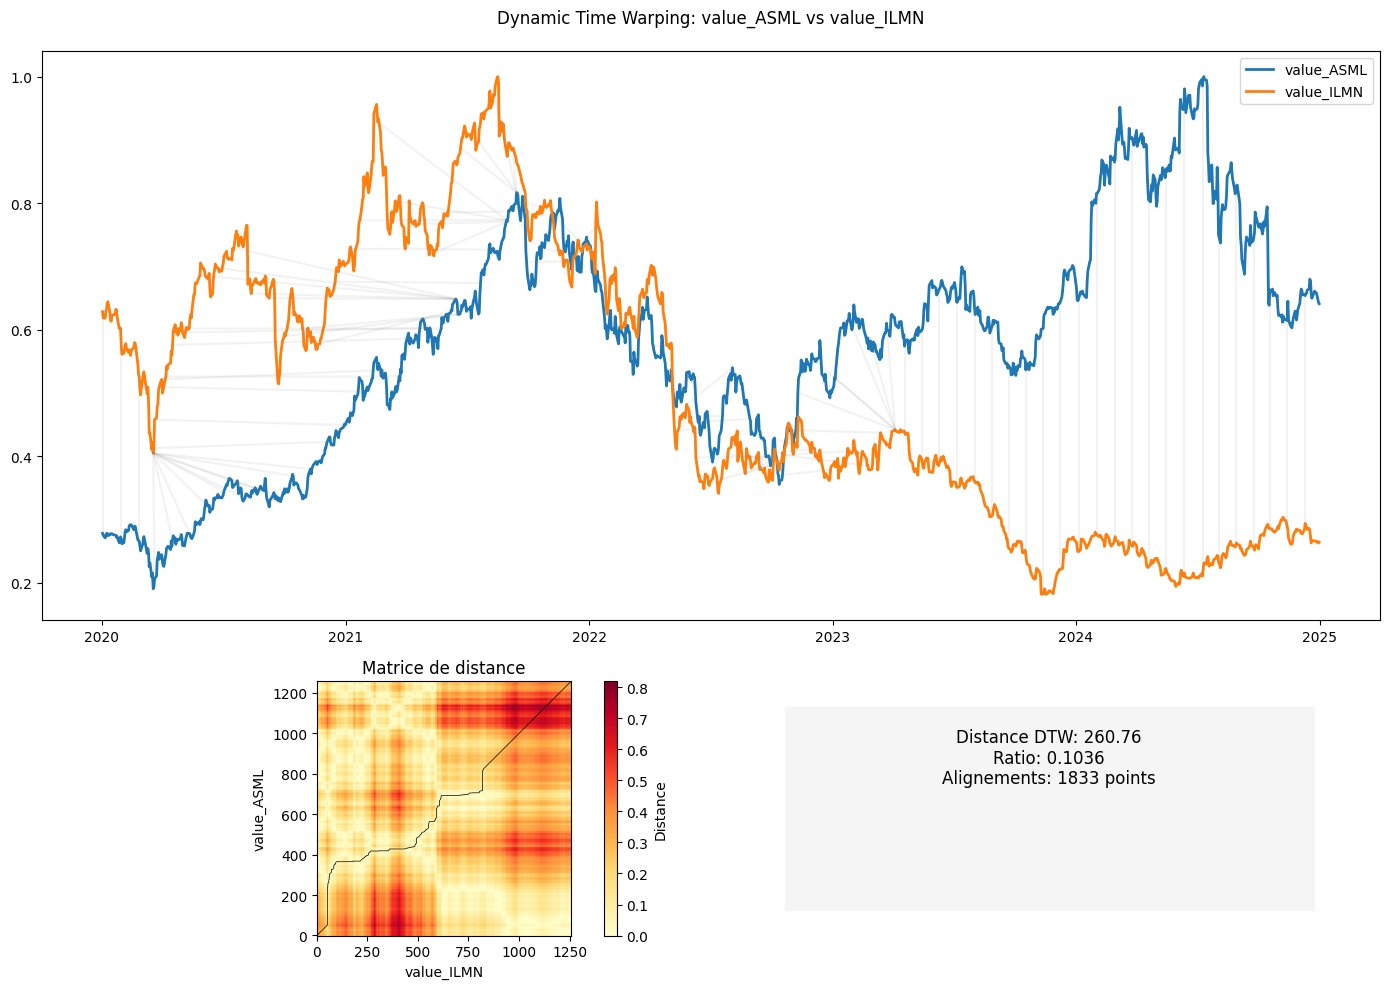 Dynamic Time Warping: value_ASML vs value_ILMN
value_ASML
value_ILMN
1.0
0.8
0.6
0.4
0.2
2020 2021 2022 2023 2024 2025
Matrice de distance
1200
1000
800
600
400
200
0
value_ASML
0 250 500 750 1000 1250
value_ILMN
0.8
0.7
0.6
0.5
0.4
0.3
0.2
0.1
0.0
Distance
Distance DTW: 260.76
Ratio: 0.1036
Alignements: 1833 points